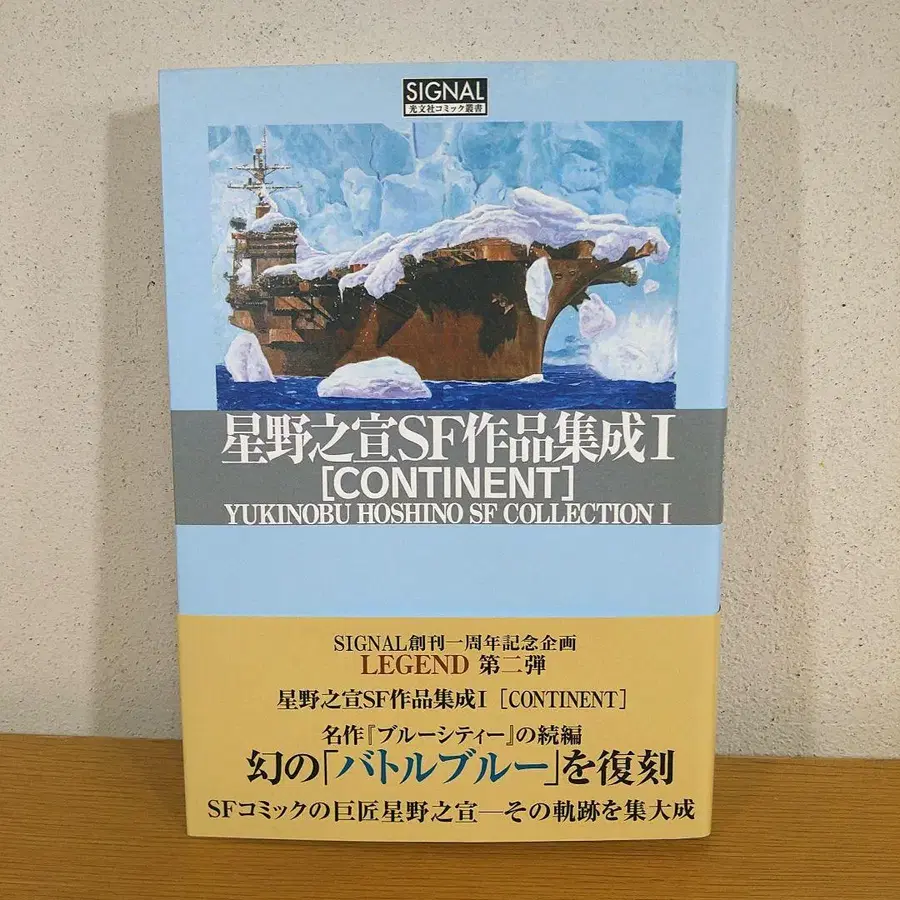 SIGNAL
光文社コミック叢書
星野之宣SF作品集成I
[CONTINENT]
YUKINOBU HOSHINO SF COLLECTION I
SIGNAL創刊一周年記念企画
LEGEND 第二弾
星野之宣SF作品集成I [CONTINENT]
名作『ブルーシティー』の続編
幻の「バトルブルー」を復刻
SFコミックの巨匠星野之宣―その軌跡を集大成